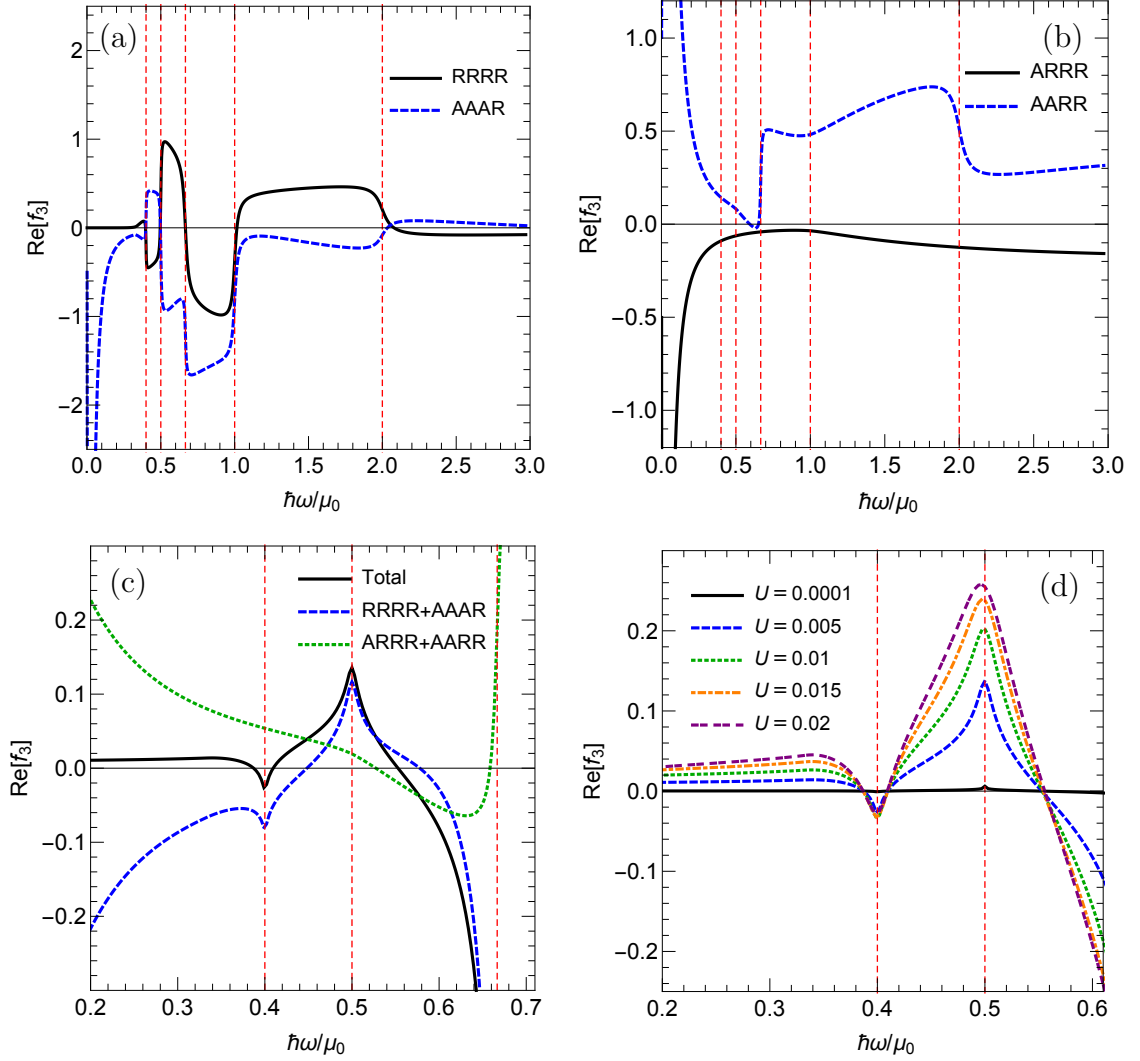 (a)
RRRR
AAAR
Re[f₃]
2
1
0
−1
−2
0.0 0.5 1.0 1.5 2.0 2.5 3.0
ħω/μ₀
(b)
ARRR
AARR
Re[f₃]
1.0
0.5
0.0
−0.5
−1.0
0.0 0.5 1.0 1.5 2.0 2.5 3.0
ħω/μ₀
(c)
Total
RRRR+AAAR
ARRR+AARR
Re[f₃]
0.2
0.1
0.0
−0.1
−0.2
0.2 0.3 0.4 0.5 0.6 0.7
ħω/μ₀
(d)
U = 0.0001
U = 0.005
U = 0.01
U = 0.015
U = 0.02
Re[f₃]
0.2
0.1
0.0
−0.1
−0.2
0.2 0.3 0.4 0.5 0.6
ħω/μ₀